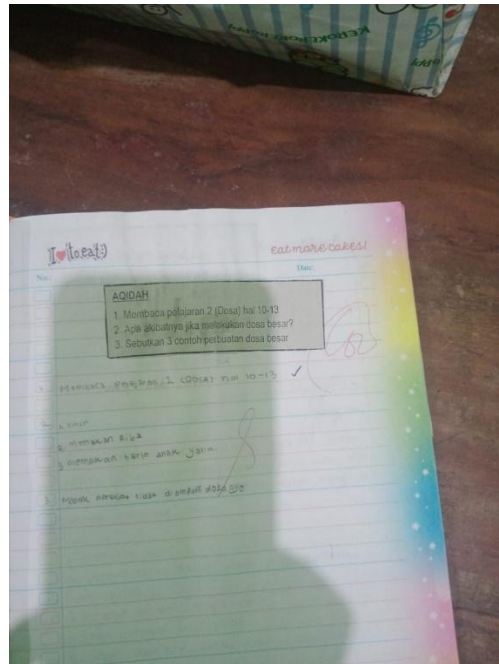 KEROKEROKEROPPI
I ♥ to eat:)
eat more cakes!
No:
Date:
AQIDAH
1. Membaca pelajaran 2 (Dosa) hal 10-13
2. Apa akibatnya jika melakukan dosa besar?
3. Sebutkan 3 contoh perbuatan dosa besar
1. Membaca pelajaran 2 (Dosa) hal 10-13 ✓
2. 1.
2. memakan riba
3. memakan harta anak yatim.
3. masuk neraka tidak di ampuni dosa nya